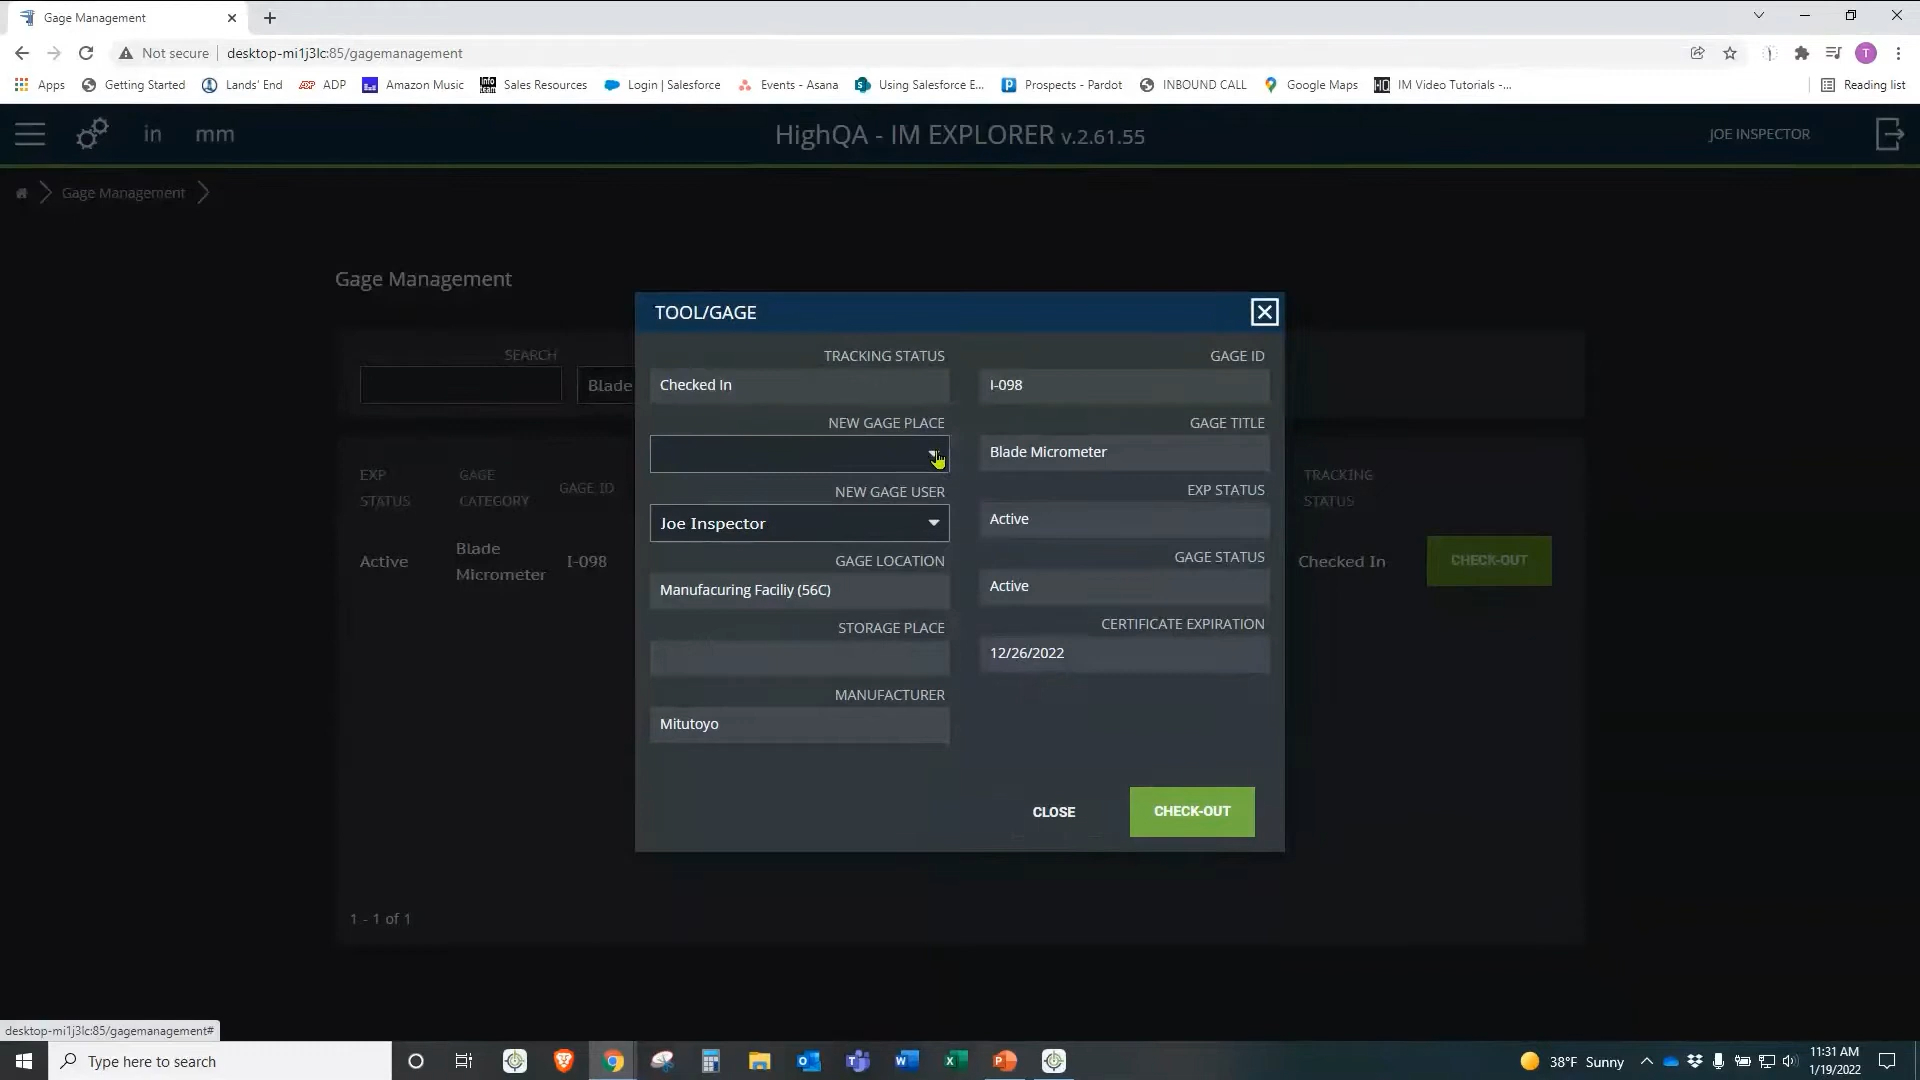 Gage Management
Not secure desktop-mi1j3lc:85/gagemanagement
Apps Getting Started Lands' End ADP Amazon Music Sales Resources Login | Salesforce Events - Asana Using Salesforce E... Prospects - Pardot INBOUND CALL Google Maps IM Video Tutorials -... Reading list
in mm HighQA - IM EXPLORER v.2.61.55 JOE INSPECTOR
Gage Management
Gage Management
SEARCH
Blade
EXP STATUS
GAGE CATEGORY
GAGE ID
TRACKING STATUS
Active
Blade Micrometer
I-098
Checked In
CHECK-OUT
1 - 1 of 1
TOOL/GAGE
TRACKING STATUS
Checked In
NEW GAGE PLACE
NEW GAGE USER
Joe Inspector
GAGE LOCATION
Manufacuring Faciliy (56C)
STORAGE PLACE
MANUFACTURER
Mitutoyo
GAGE ID
I-098
GAGE TITLE
Blade Micrometer
EXP STATUS
Active
GAGE STATUS
Active
CERTIFICATE EXPIRATION
12/26/2022
CLOSE CHECK-OUT
desktop-mi1j3lc:85/gagemanagement#
Type here to search
38°F Sunny
11:31 AM
1/19/2022